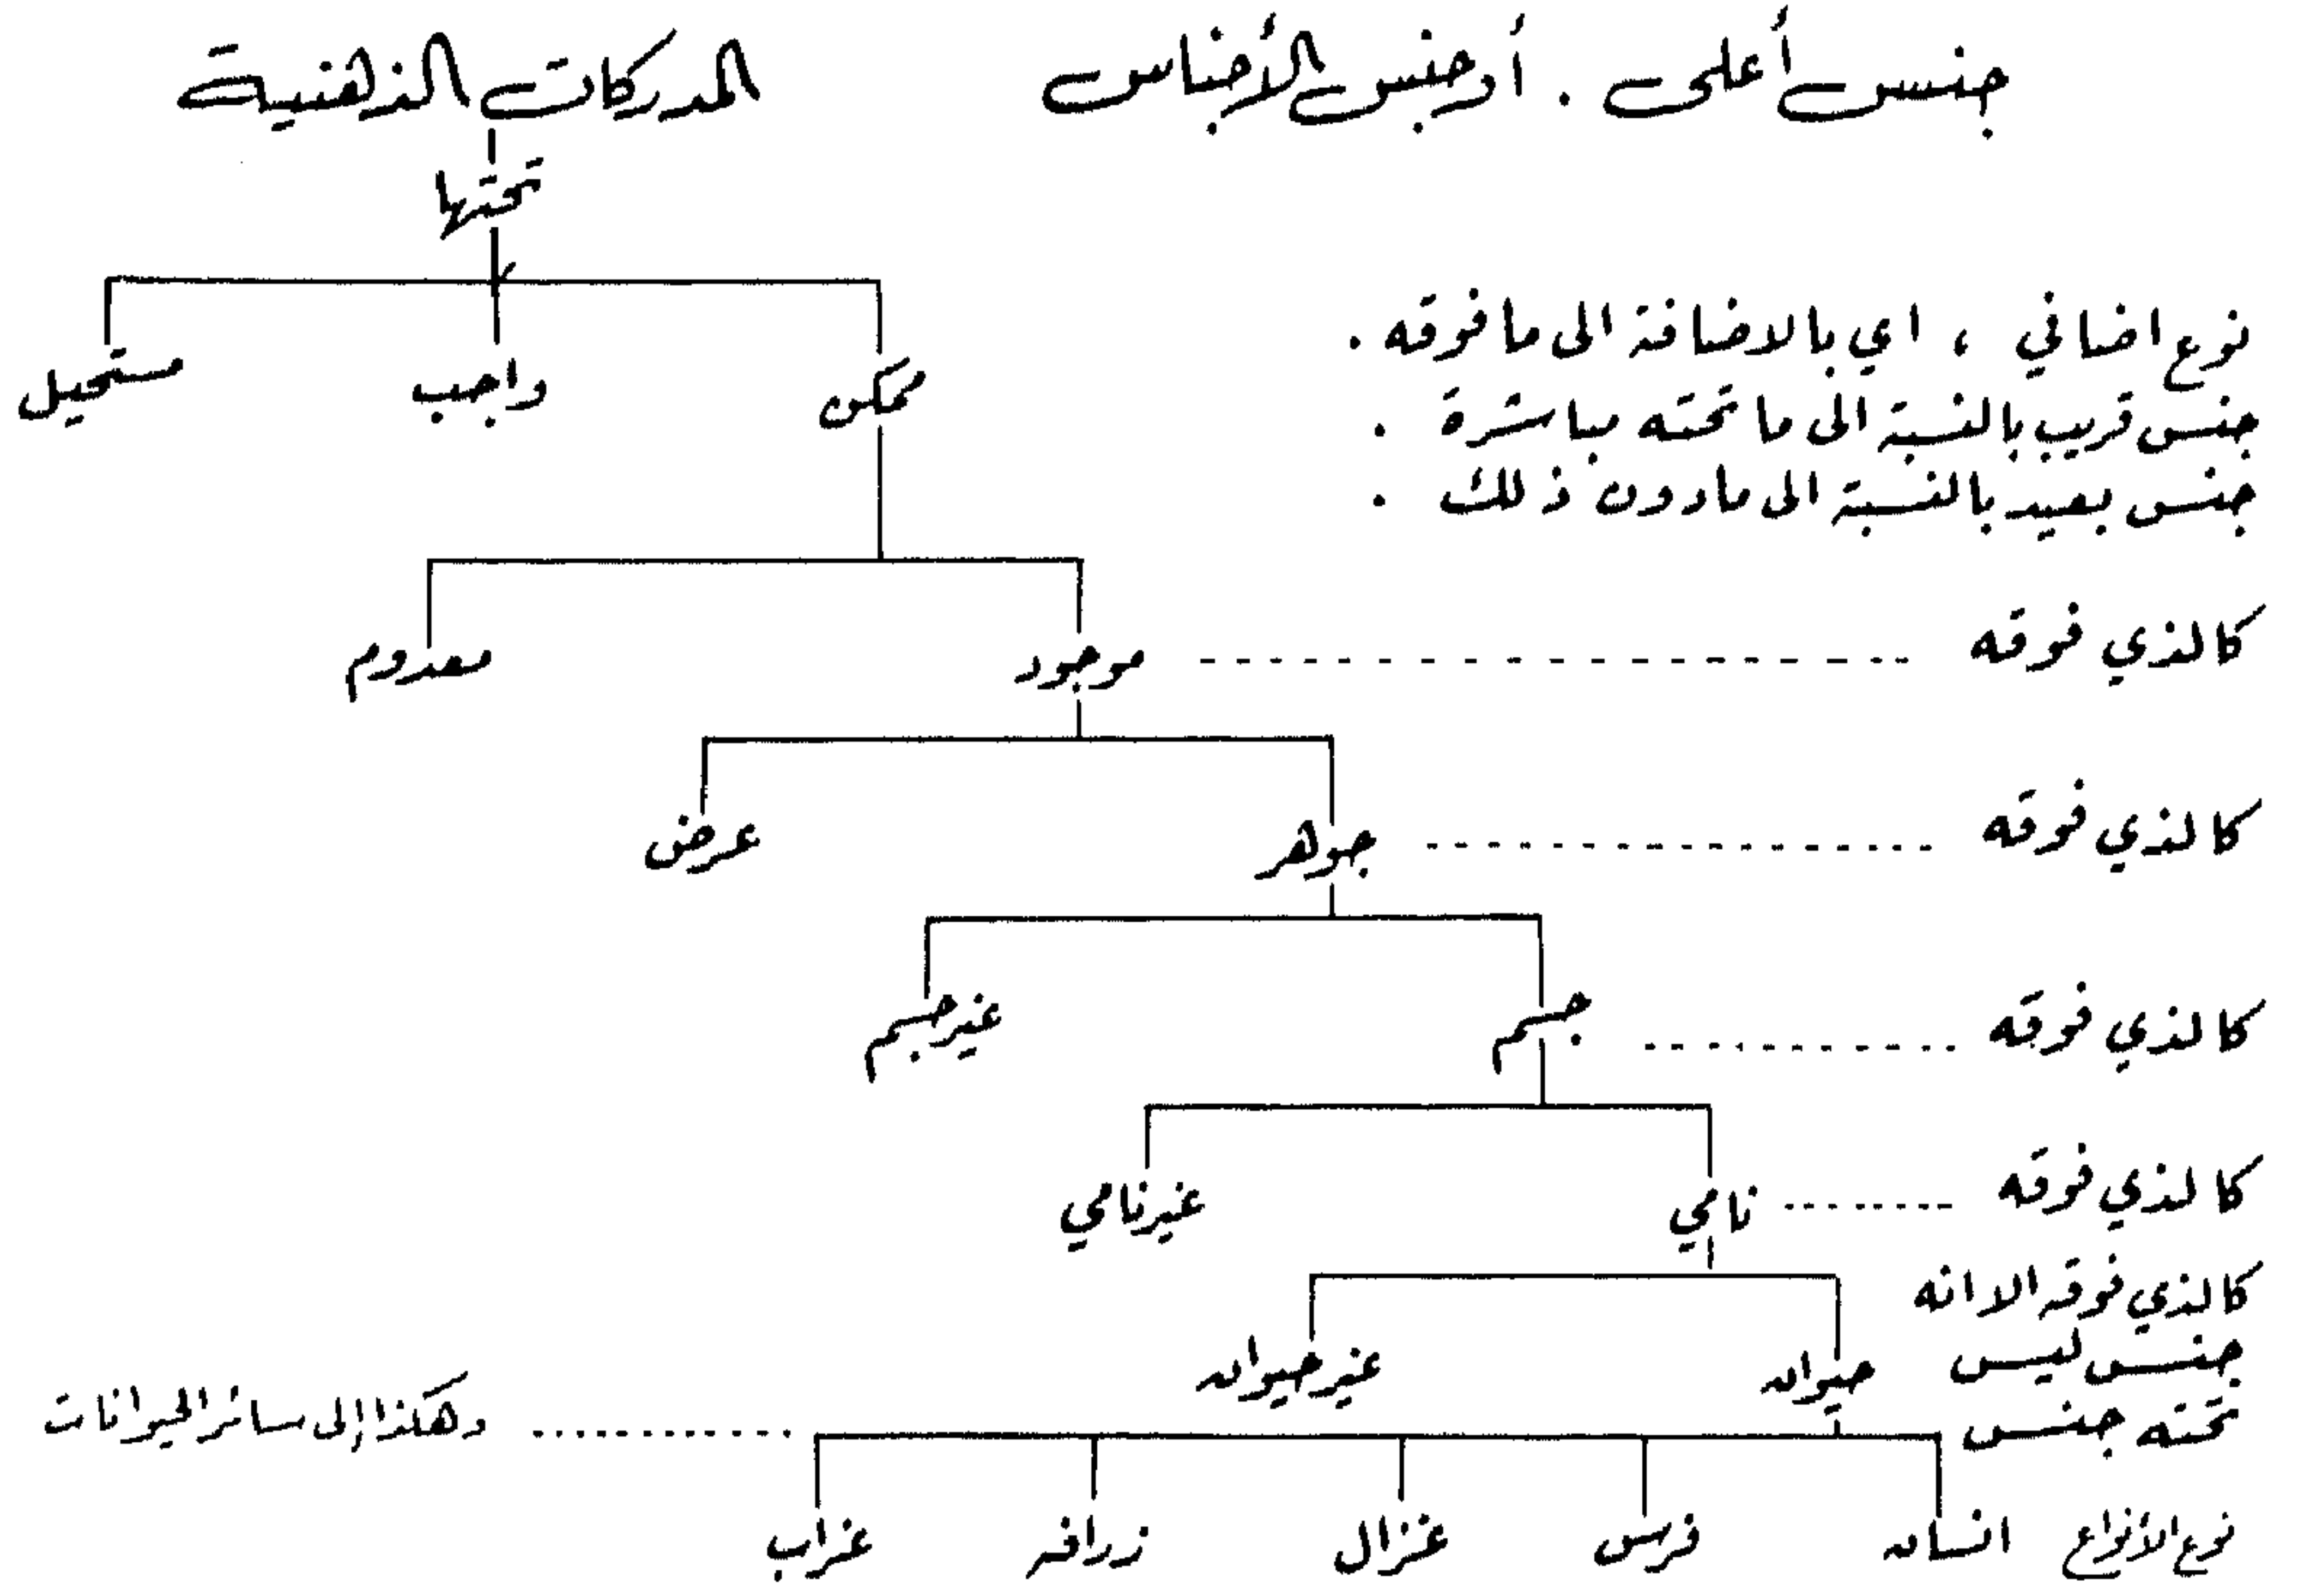 جنس أعلى . أو جنس الأجناس
المدركات الذهنية
تحتها
نوع اضافي ، اي بالاضافة الى ما فوقه .
جنس قريب بالنسبة الى ما تحته مباشرة .
جنس بعيد بالنسبة الى ما دون ذلك .
ممكن
واجب
مستحيل
كالذي فوقه
موجود
معدوم
كالذي فوقه
جوهر
عرض
كالذي فوقه
جسم
غير جسم
كالذي فوقه
نامي
غير نامي
كالذي فوقه الا انه
جنس ليس
تحته جنس
حيوان
غير حيوان
وهكذا إلى سائر الحيوانات
نوع الأنواع
انسان
فرس
غزال
زرافه
غراب